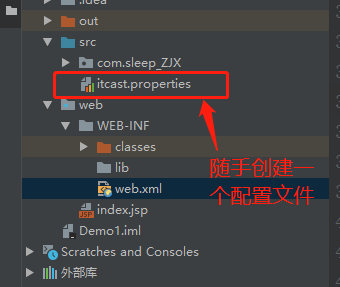 .idea
out
src
com.sleep_ZJX
itcast.properties
web
WEB-INF
classes
随手创建一
lib
个配置文件
web.xml
index.jsp
JSP
Demo1.iml
Scratches and Consoles
外部库